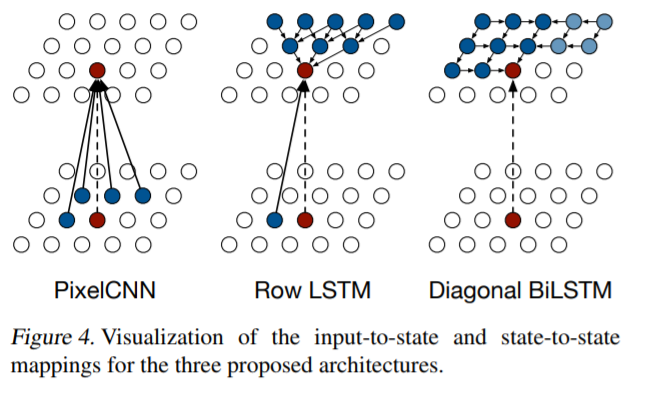 PixelCNN
Row LSTM
Diagonal BiLSTM
Figure 4. Visualization of the input-to-state and state-to-state
mappings for the three proposed architectures.